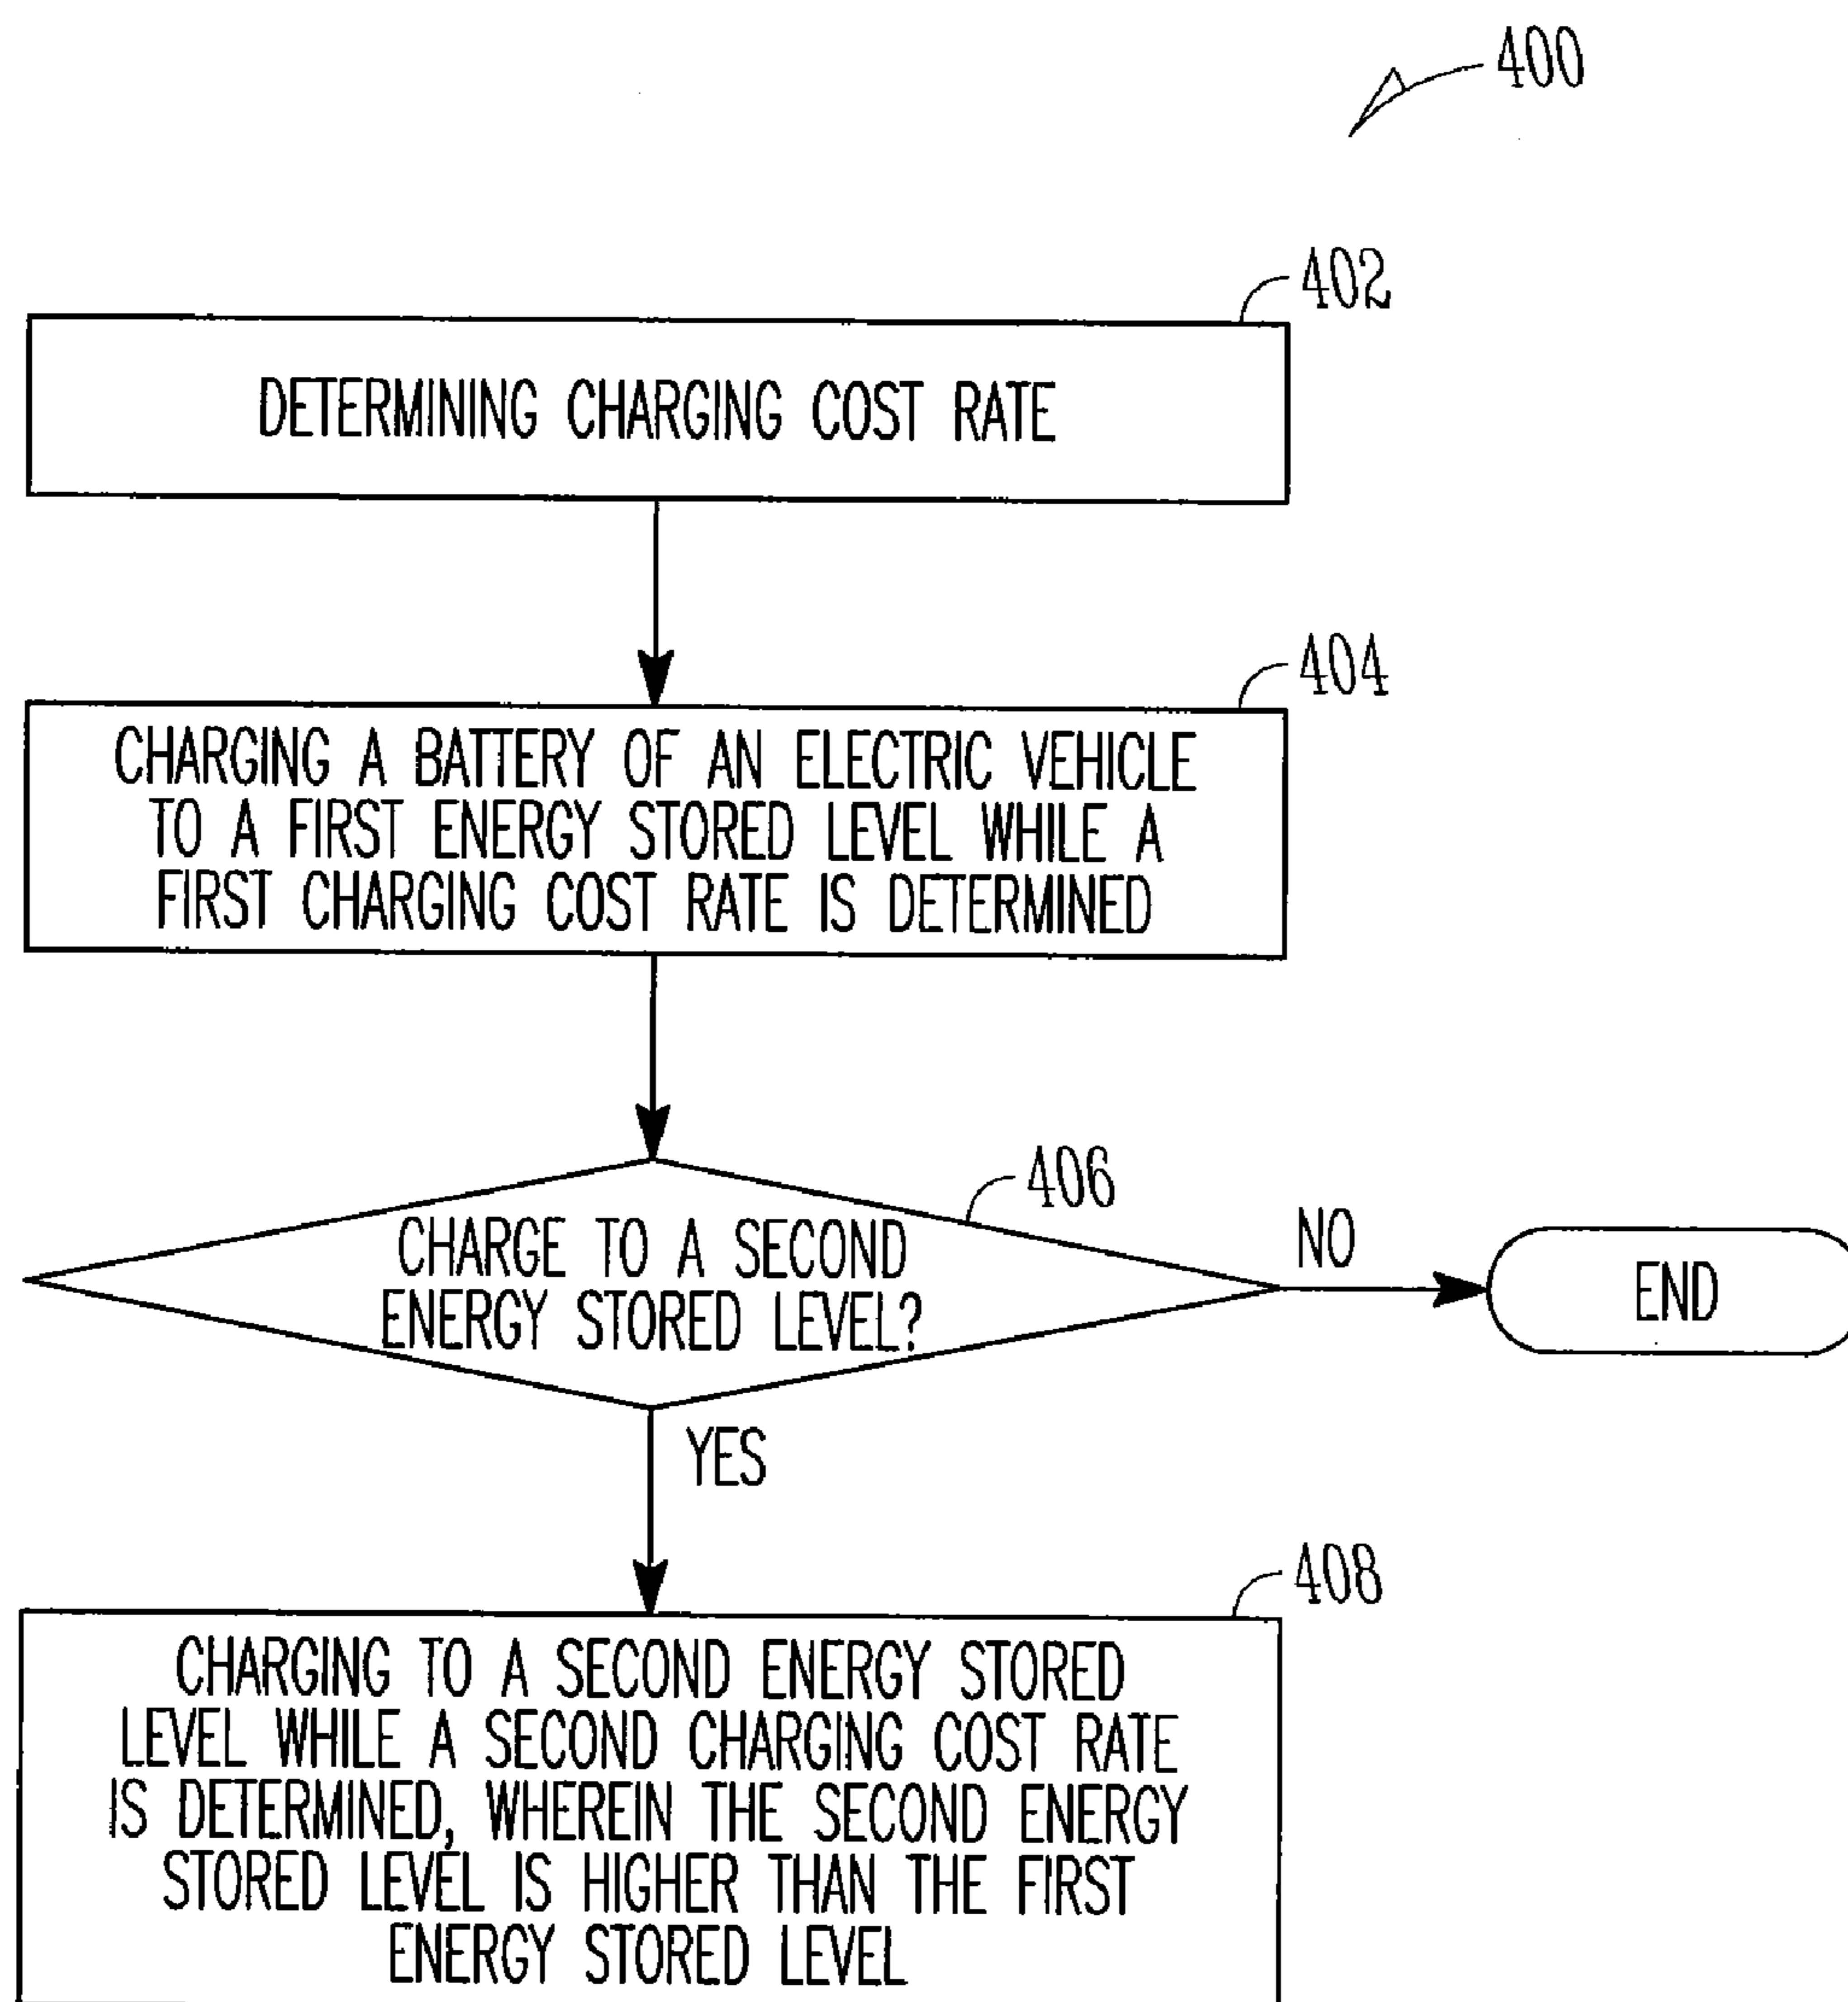 400
402
DETERMINING CHARGING COST RATE
404
CHARGING A BATTERY OF AN ELECTRIC VEHICLE
TO A FIRST ENERGY STORED LEVEL WHILE A
FIRST CHARGING COST RATE IS DETERMINED
406
CHARGE TO A SECOND
ENERGY STORED LEVEL?
NO
END
YES
408
CHARGING TO A SECOND ENERGY STORED
LEVEL WHILE A SECOND CHARGING COST RATE
IS DETERMINED, WHEREIN THE SECOND ENERGY
STORED LEVEL IS HIGHER THAN THE FIRST
ENERGY STORED LEVEL